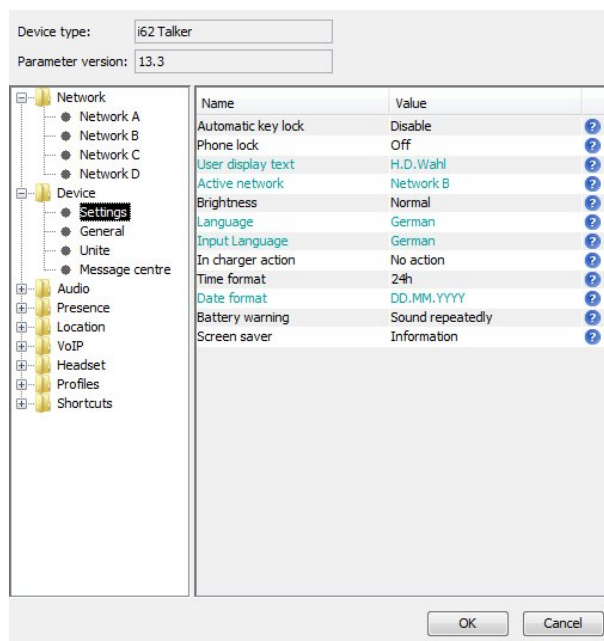 Device type: i62 Talker
Parameter version: 13.3
Network
Network A
Network B
Network C
Network D
Device
Settings
General
Unite
Message centre
Audio
Presence
Location
VoIP
Headset
Profiles
Shortcuts
Name Value
Automatic key lock Disable
Phone lock Off
User display text H.D.Wahl
Active network Network B
Brightness Normal
Language German
Input Language German
In charger action No action
Time format 24h
Date format DD.MM.YYYY
Battery warning Sound repeatedly
Screen saver Information
OK Cancel